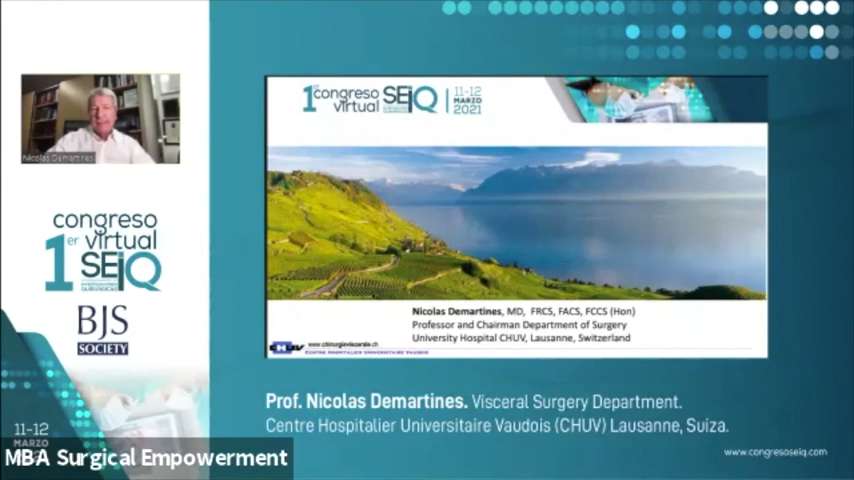 Nicolas Demartines
congreso
1er virtual
SEIQ
BJS
SOCIETY
11-12
MARZO
MBA Surgical Empowerment
1er congreso
virtual
SEIQ
11-12
MARZO
2021
Nicolas Demartines, MD, FRCS, FACS, FCCS (Hon)
Professor and Chairman Department of Surgery
University Hospital CHUV, Lausanne, Switzerland
CHUV
www.chirurgieviscerale.ch
CENTRE HOSPITALIER UNIVERSITAIRE VAUDOIS
Prof. Nicolas Demartines. Visceral Surgery Department.
Centre Hospitalier Universitaire Vaudois (CHUV) Lausanne, Suiza.
www.congresoseiq.com